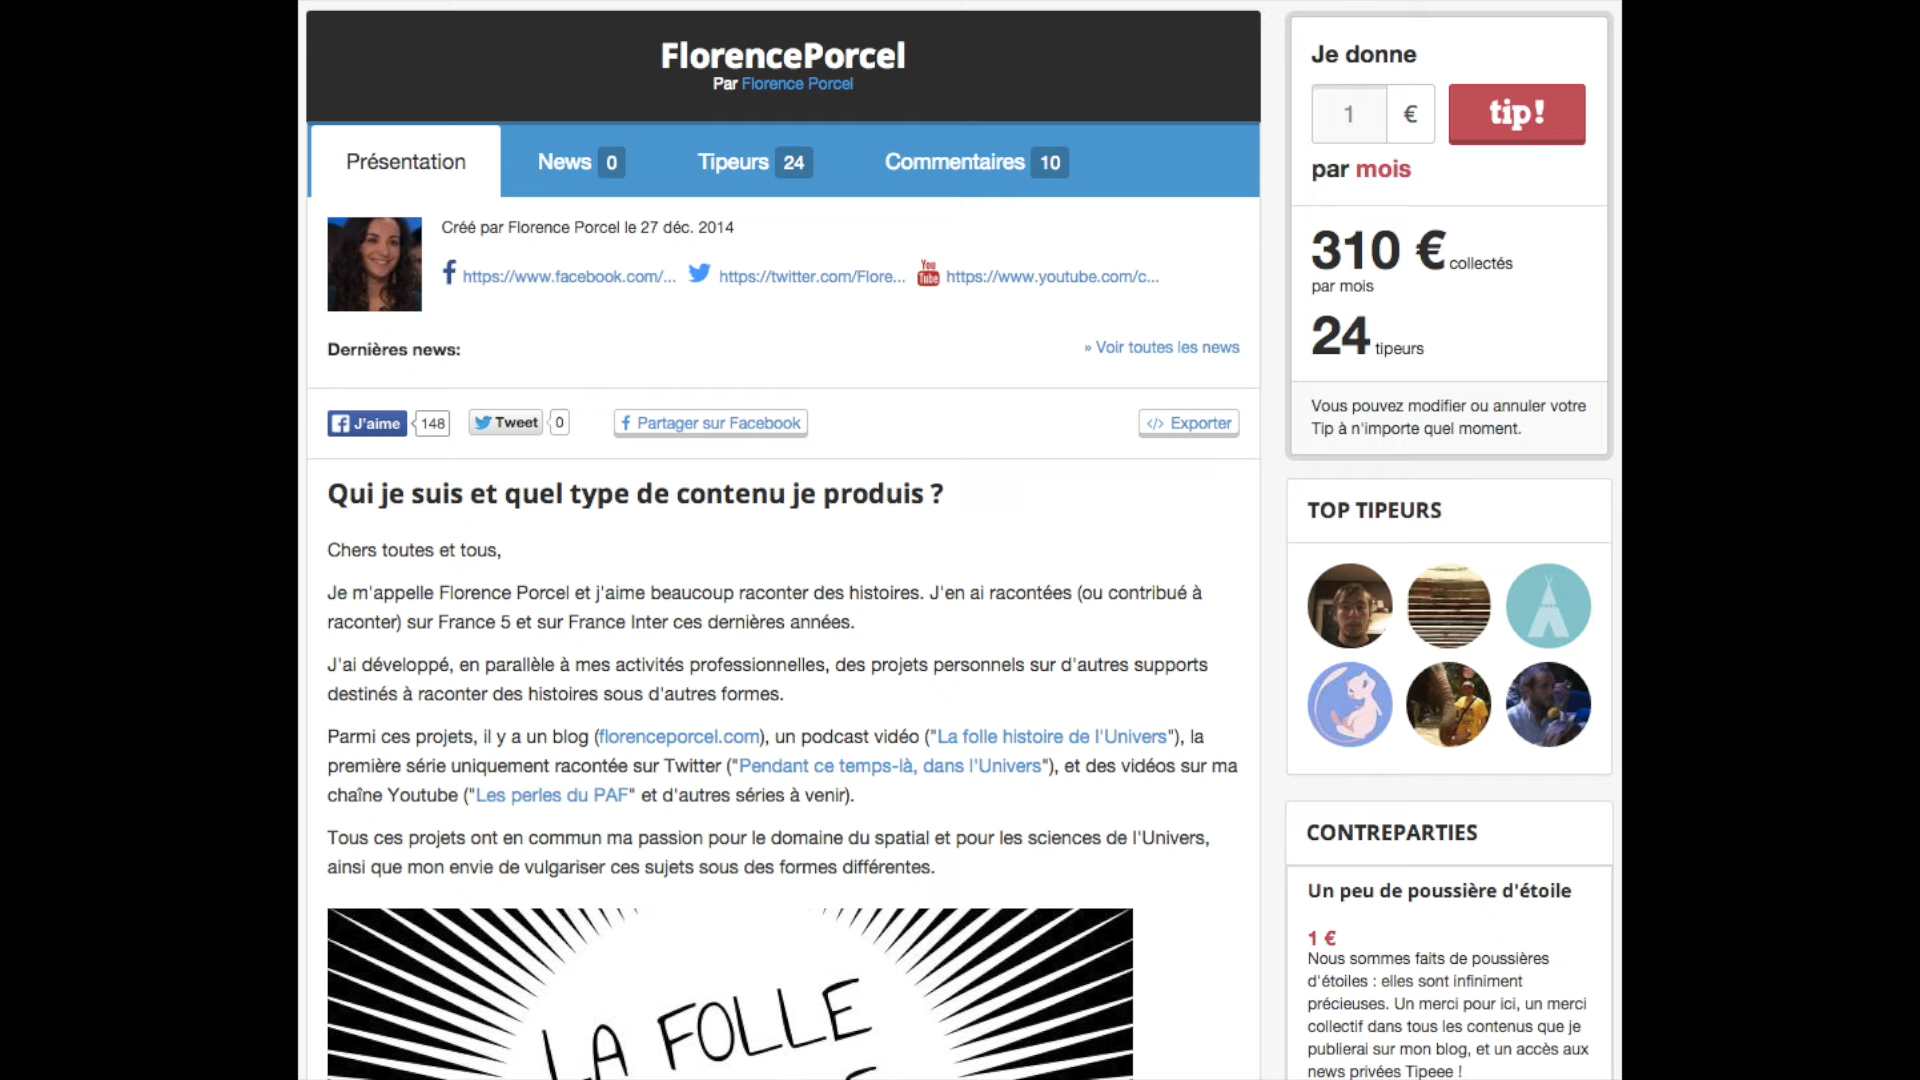 FlorencePorcel
Par Florence Porcel
Présentation
News 0
Tipeurs 24
Commentaires 10
Créé par Florence Porcel le 27 déc. 2014
https://www.facebook.com/...
https://twitter.com/Flore...
You Tube
https://www.youtube.com/c...
Dernières news:
» Voir toutes les news
J'aime 148
Tweet 0
Partager sur Facebook
</> Exporter
Qui je suis et quel type de contenu je produis ?
Chers toutes et tous,
Je m'appelle Florence Porcel et j'aime beaucoup raconter des histoires. J'en ai racontées (ou contribué à
raconter) sur France 5 et sur France Inter ces dernières années.
J'ai développé, en parallèle à mes activités professionnelles, des projets personnels sur d'autres supports
destinés à raconter des histoires sous d'autres formes.
Parmi ces projets, il y a un blog (florenceporcel.com), un podcast vidéo ("La folle histoire de l'Univers"), la
première série uniquement racontée sur Twitter ("Pendant ce temps-là, dans l'Univers"), et des vidéos sur ma
chaîne Youtube ("Les perles du PAF" et d'autres séries à venir).
Tous ces projets ont en commun ma passion pour le domaine du spatial et pour les sciences de l'Univers,
ainsi que mon envie de vulgariser ces sujets sous des formes différentes.
LA FOLLE
Je donne
1 €
tip!
par mois
310 € collectés
par mois
24 tipeurs
Vous pouvez modifier ou annuler votre
Tip à n'importe quel moment.
TOP TIPEURS
CONTREPARTIES
Un peu de poussière d'étoile
1 €
Nous sommes faits de poussières
d'étoiles : elles sont infiniment
précieuses. Un merci pour ici, un merci
collectif dans tous les contenus que je
publierai sur mon blog, et un accès aux
news privées Tipeee !